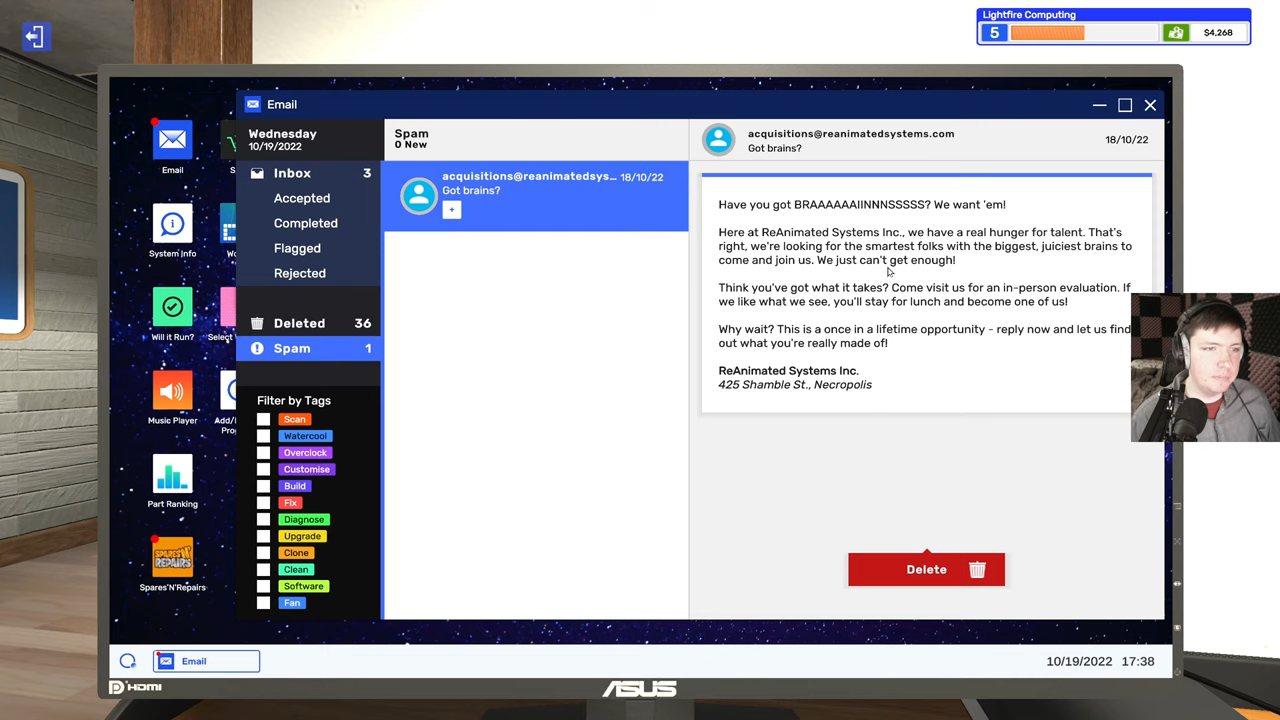 Lightfire Computing
5
$4,268
Email
Wednesday
10/19/2022
Inbox 3
Accepted
Completed
Flagged
Rejected
Deleted 36
Spam 1
Filter by Tags
Scan
Watercool
Overclock
Customise
Build
Fix
Diagnose
Upgrade
Clone
Clean
Software
Fan
Spam
0 New
acquisitions@reanimatedsys... 18/10/22
Got brains?
+
acquisitions@reanimatedsystems.com
Got brains?
18/10/22
Have you got BRAAAAAAIINNNSSSSS? We want 'em!
Here at ReAnimated Systems Inc., we have a real hunger for talent. That's
right, we're looking for the smartest folks with the biggest, juiciest brains to
come and join us. We just can't get enough!
Think you've got what it takes? Come visit us for an in-person evaluation. If
we like what we see, you'll stay for lunch and become one of us!
Why wait? This is a once in a lifetime opportunity - reply now and let us find
out what you're really made of!
ReAnimated Systems Inc.
425 Shamble St., Necropolis
Delete
Email
System Info
Will it Run?
Select
Music Player
Add/
Part Ranking
SPARES 'N' REPAIRS
Spares'N'Repairs
Email
10/19/2022 17:38
HDMI
ASUS